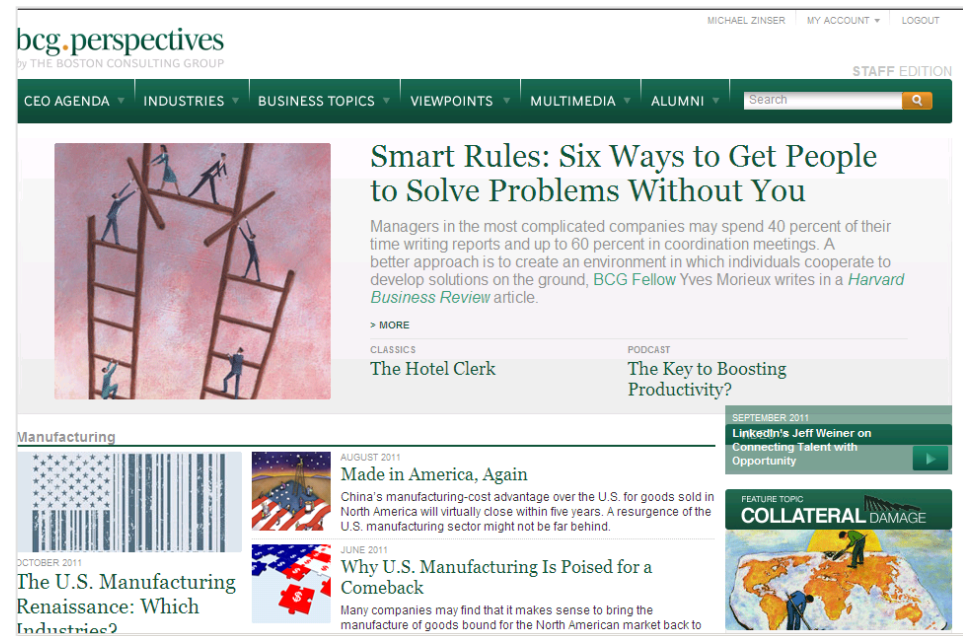 MICHAEL ZINSER MY ACCOUNT LOGOUT
bcg.perspectives
by THE BOSTON CONSULTING GROUP
STAFF EDITION
CEO AGENDA INDUSTRIES BUSINESS TOPICS VIEWPOINTS MULTIMEDIA ALUMNI Search
Smart Rules: Six Ways to Get People
to Solve Problems Without You
Managers in the most complicated companies may spend 40 percent of their
time writing reports and up to 60 percent in coordination meetings. A
better approach is to create an environment in which individuals cooperate to
develop solutions on the ground, BCG Fellow Yves Morieux writes in a Harvard
Business Review article.
> MORE
CLASSICS
The Hotel Clerk
PODCAST
The Key to Boosting
Productivity?
Manufacturing
OCTOBER 2011
The U.S. Manufacturing
Renaissance: Which
Industries?
AUGUST 2011
Made in America, Again
China's manufacturing-cost advantage over the U.S. for goods sold in
North America will virtually close within five years. A resurgence of the
U.S. manufacturing sector might not be far behind.
JUNE 2011
Why U.S. Manufacturing Is Poised for a
Comeback
Many companies may find that it makes sense to bring the
manufacture of goods bound for the North American market back to
SEPTEMBER 2011
LinkedIn's Jeff Weiner on
Connecting Talent with
Opportunity
FEATURE TOPIC
COLLATERAL DAMAGE